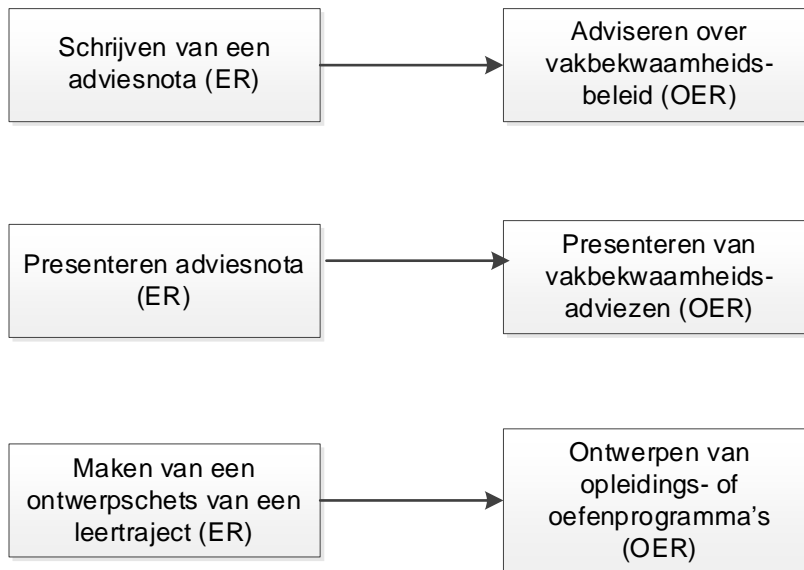 Schrijven van een
adviesnota (ER)
Adviseren over
vakbekwaamheids-
beleid (OER)
Presenteren adviesnota
(ER)
Presenteren van
vakbekwaamheids-
adviezen (OER)
Maken van een
ontwerpschets van een
leertraject (ER)
Ontwerpen van
opleidings- of
oefenprogramma's
(OER)